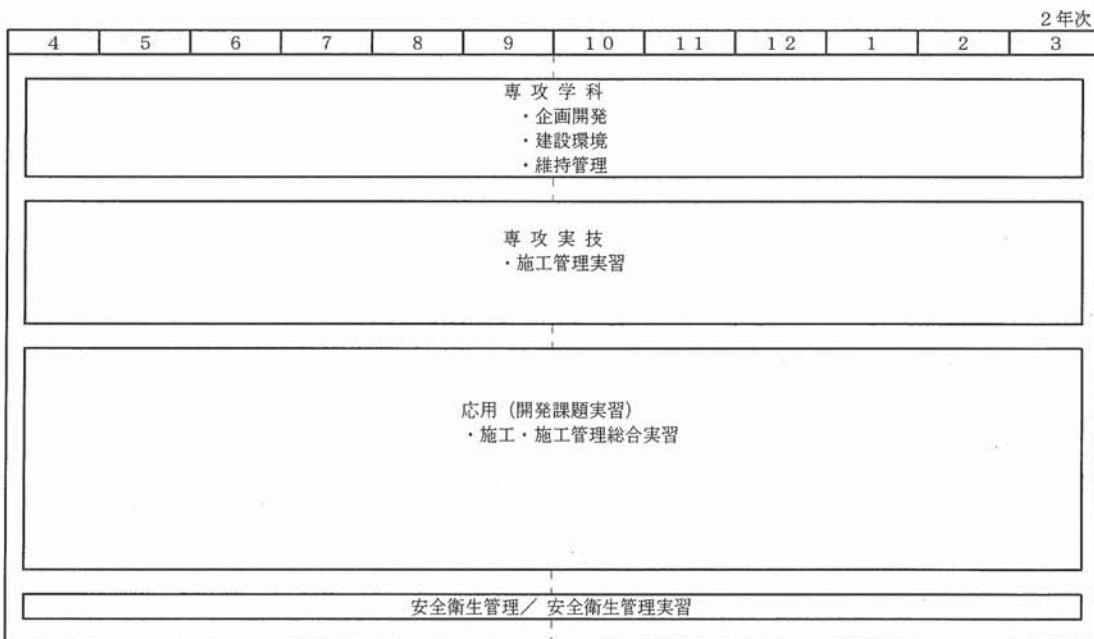 2年次
4 5 6 7 8 9 10 11 12 1 2 3
専攻学科
・企画開発
・建設環境
・維持管理
専攻実技
・施工管理実習
応用（開発課題実習）
・施工・施工管理総合実習
安全衛生管理／ 安全衛生管理実習